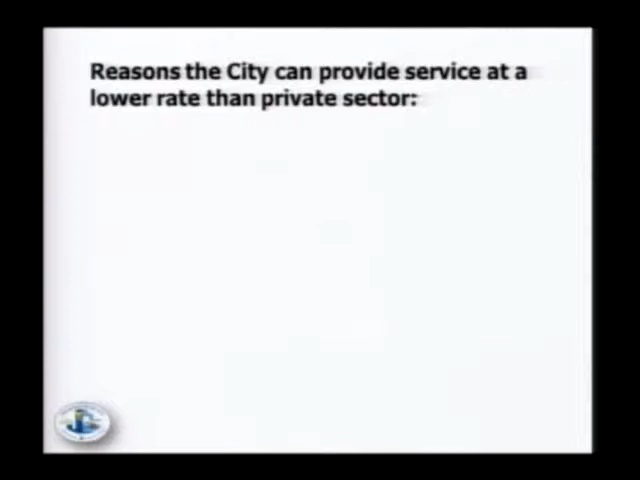 Reasons the City can provide service at a
lower rate than private sector: